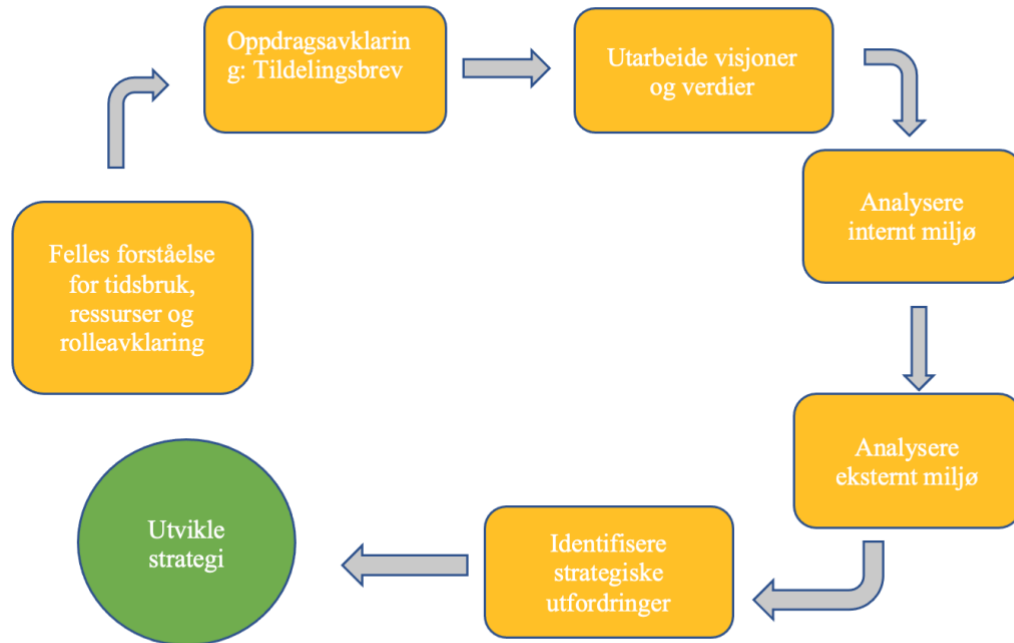 Felles forståelse
for tidsbruk,
ressurser og
rolleavklaring
Oppdragsavklarin
g: Tildelingsbrev
Utarbeide visjoner
og verdier
Analysere
internt miljø
Analysere
eksternt miljø
Identifisere
strategiske
utfordringer
Utvikle
strategi